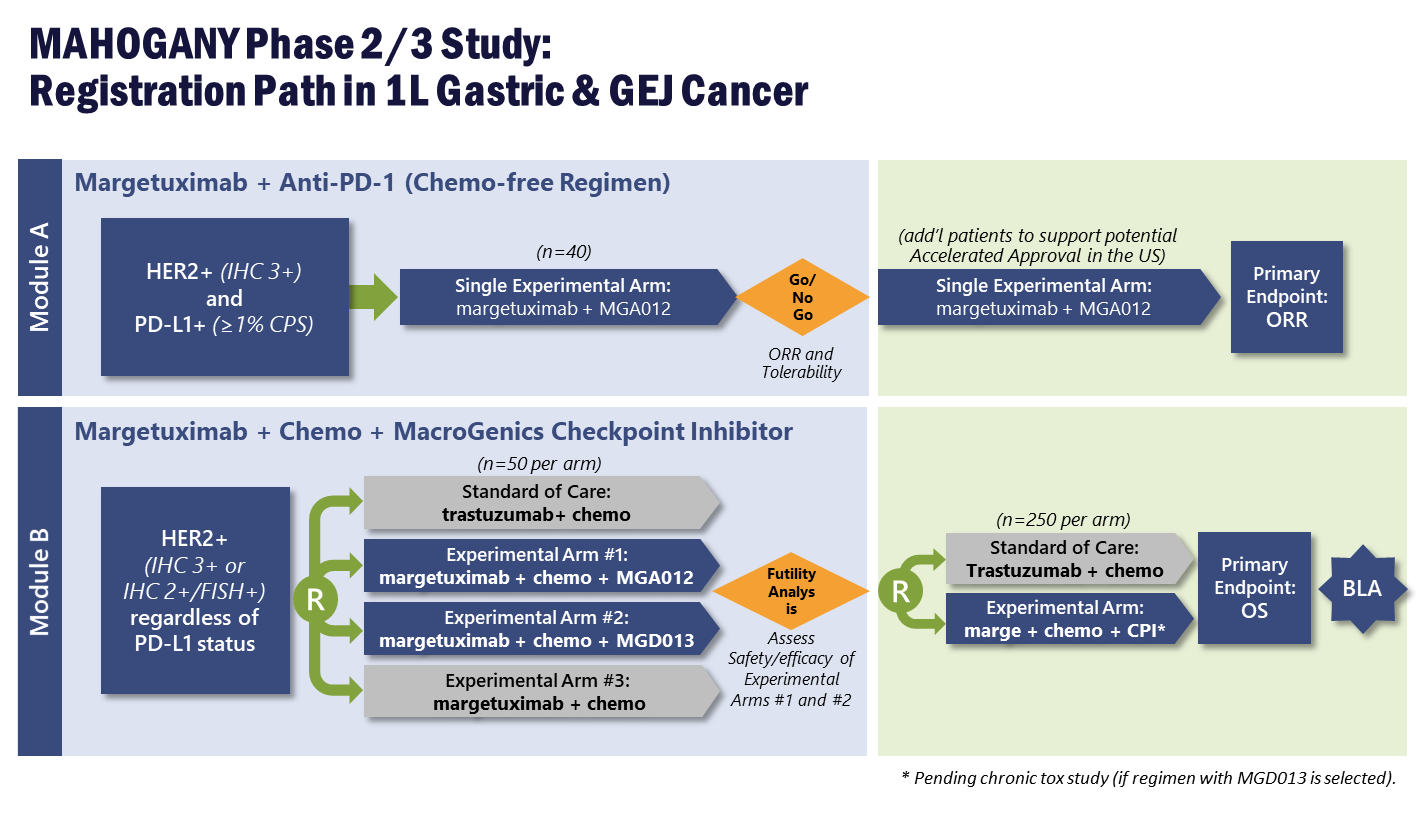 MAHOGANY Phase 2/3 Study:
Registration Path in 1L Gastric & GEJ Cancer
Module A
Margetuximab + Anti-PD-1 (Chemo-free Regimen)
HER2+ (IHC 3+)
and
PD-L1+ (≥1% CPS)
(n=40)
Single Experimental Arm:
margetuximab + MGA012
Go/
No
Go
ORR and
Tolerability
(add’l patients to support potential
Accelerated Approval in the US)
Single Experimental Arm:
margetuximab + MGA012
Primary
Endpoint:
ORR
Module B
Margetuximab + Chemo + MacroGenics Checkpoint Inhibitor
HER2+
(IHC 3+ or
IHC 2+/FISH+)
regardless of
PD-L1 status
R
(n=50 per arm)
Standard of Care:
trastuzumab+ chemo
Experimental Arm #1:
margetuximab + chemo + MGA012
Experimental Arm #2:
margetuximab + chemo + MGD013
Experimental Arm #3:
margetuximab + chemo
Futility
Analys
is
Assess
Safety/efficacy of
Experimental
Arms #1 and #2
R
(n=250 per arm)
Standard of Care:
Trastuzumab + chemo
Experimental Arm:
marge + chemo + CPI*
Primary
Endpoint:
OS
BLA
* Pending chronic tox study (if regimen with MGD013 is selected).